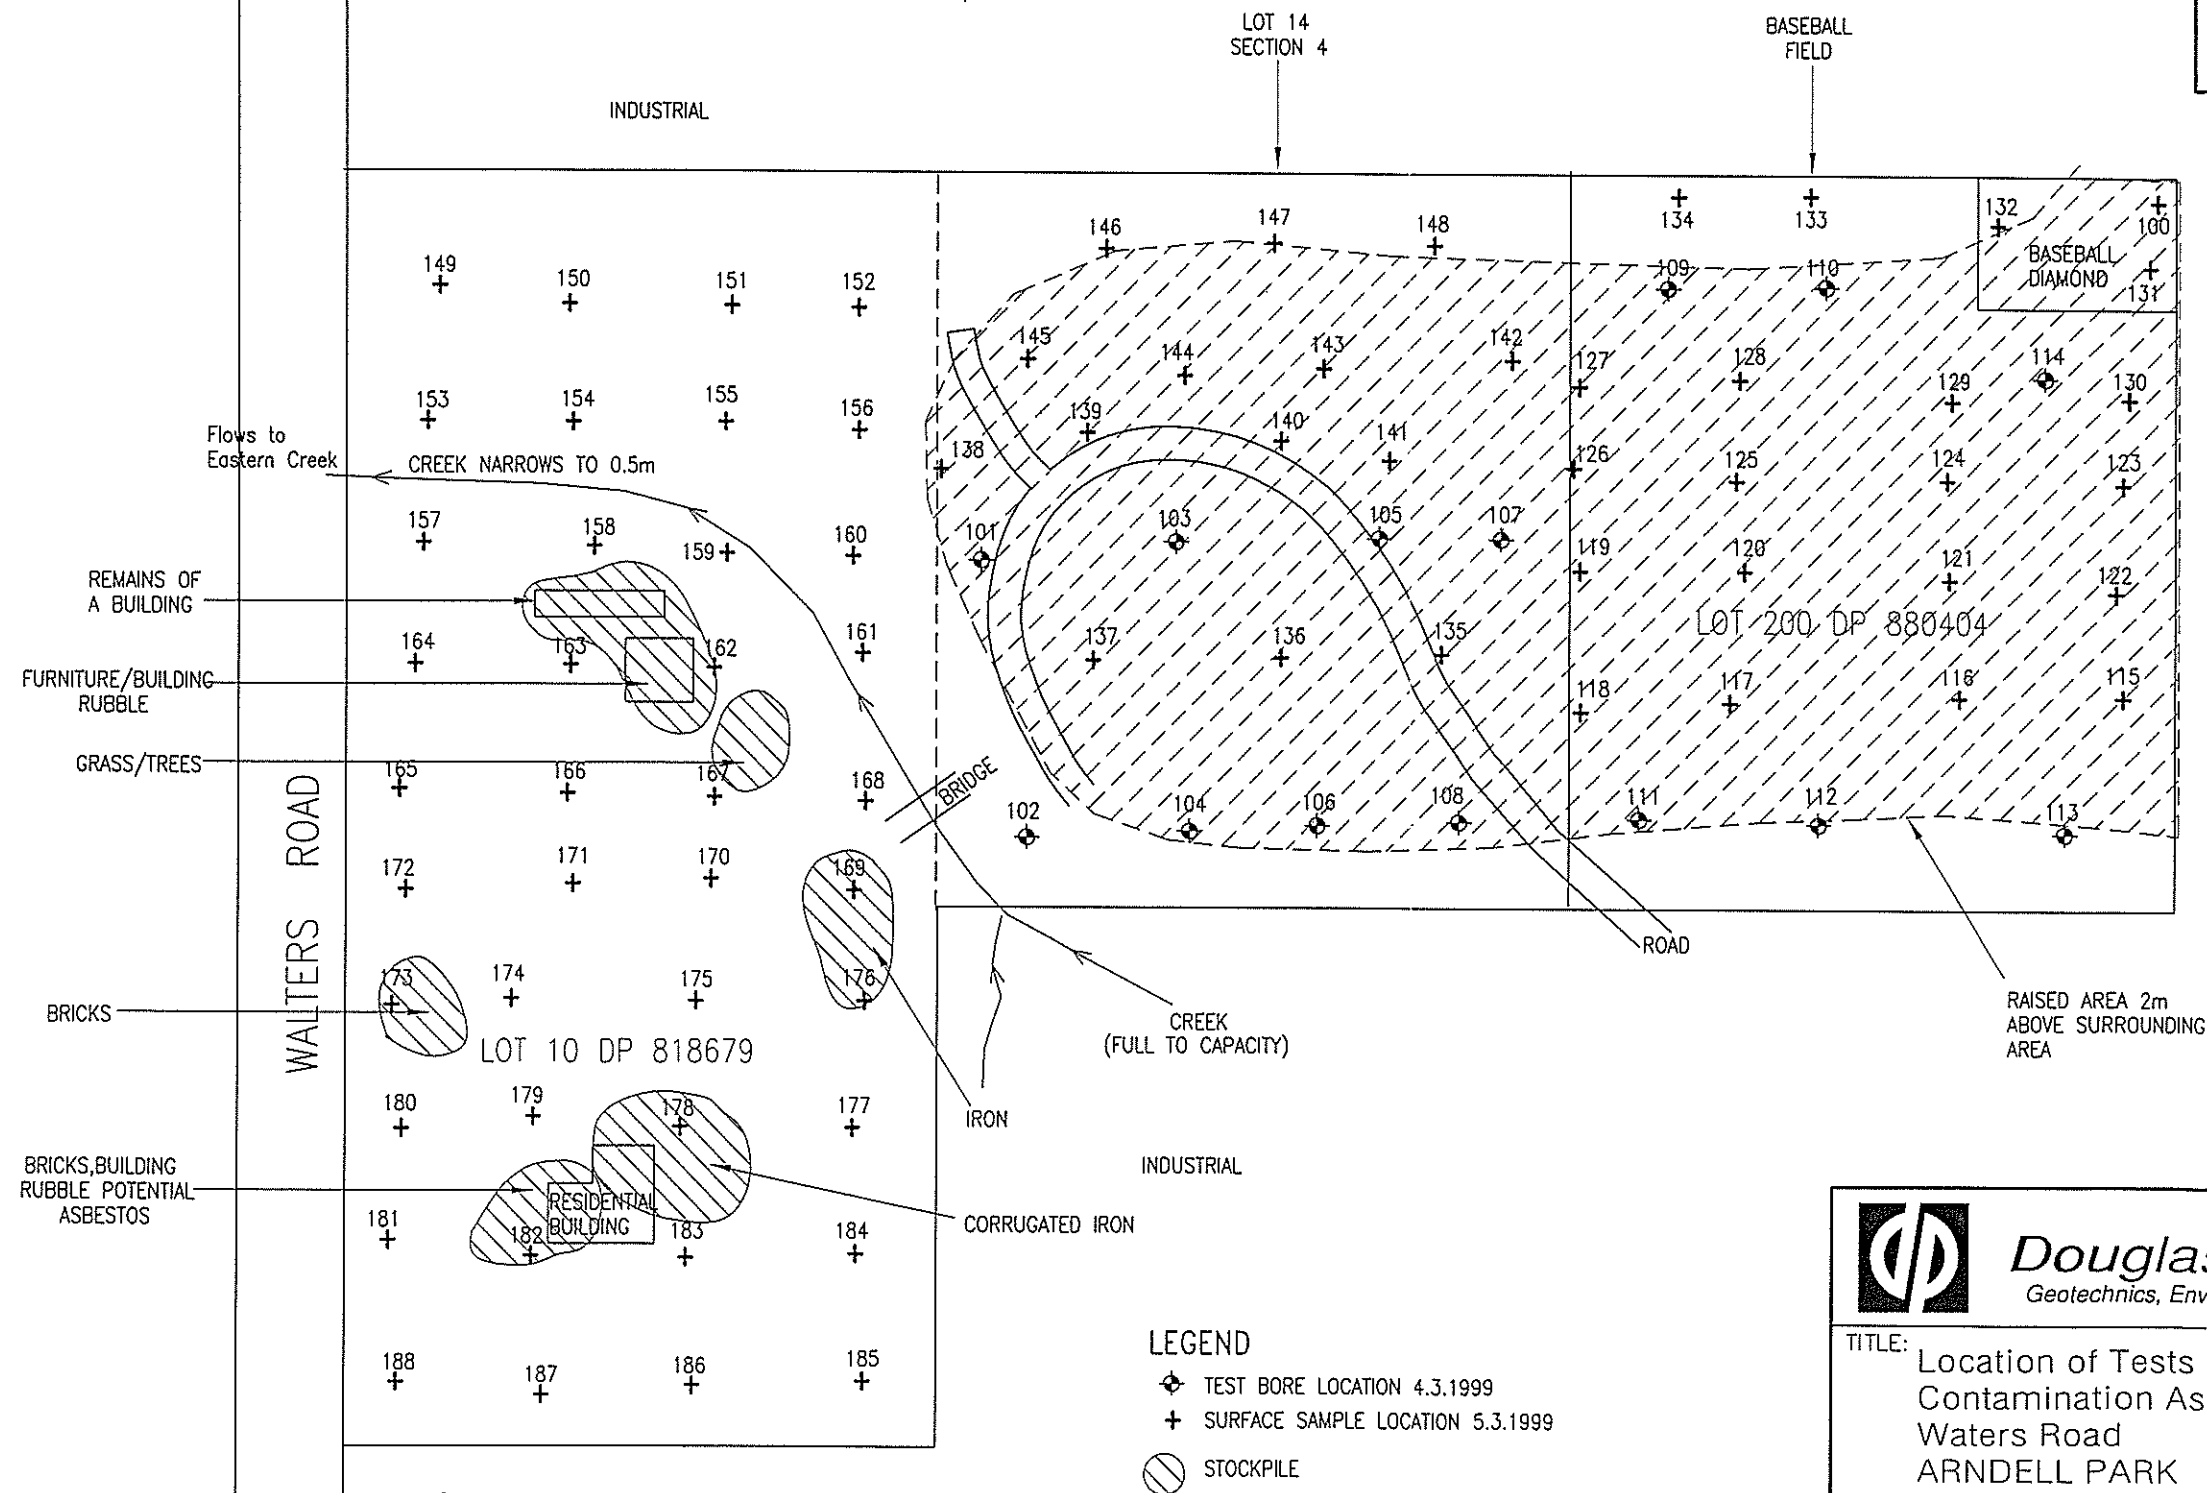 LOT 14
SECTION 4
BASEBALL
FIELD
INDUSTRIAL
146
147
148
134
133
132
100
149
150
151
152
109
110
BASEBALL
DIAMOND
131
145
144
143
142
127
128
129
114
130
153
154
155
156
139
140
141
138
126
125
124
123
Flows to
Eastern Creek
CREEK NARROWS TO 0.5m
157
158
159
160
101
103
105
107
119
120
121
122
REMAINS OF
A BUILDING
LOT 200 DP 880404
164
163
162
161
137
136
135
FURNITURE/BUILDING
RUBBLE
118
117
116
115
GRASS/TREES
165
166
167
168
BRIDGE
102
104
106
108
111
112
113
WALTERS ROAD
172
171
170
169
ROAD
173
174
175
176
BRICKS
CREEK
(FULL TO CAPACITY)
RAISED AREA 2m
ABOVE SURROUNDING
AREA
LOT 10 DP 818679
180
179
178
177
IRON
INDUSTRIAL
BRICKS,BUILDING
RUBBLE POTENTIAL
ASBESTOS
RESIDENTIAL
BUILDING
CORRUGATED IRON
181
182
183
184
188
187
186
185
LEGEND
TEST BORE LOCATION 4.3.1999
SURFACE SAMPLE LOCATION 5.3.1999
STOCKPILE
Douglas
Geotechnics, Env
TITLE:
Location of Tests
Contamination As
Waters Road
ARNDELL PARK